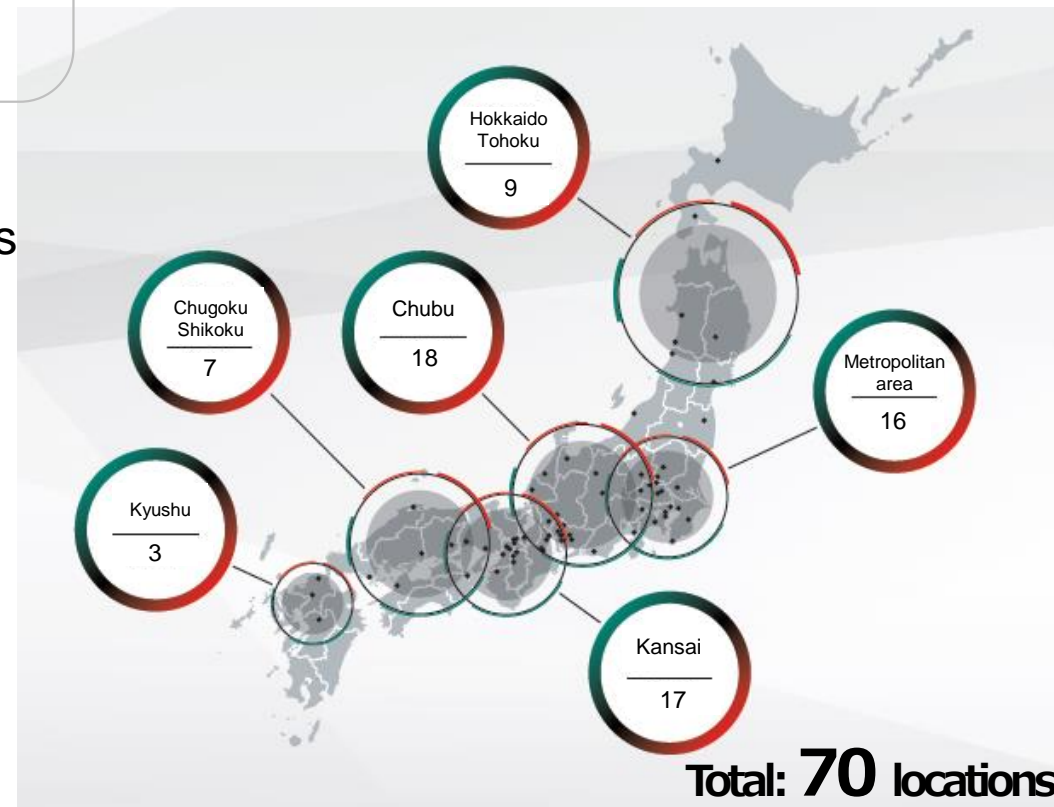 Hokkaido
Tohoku
9
s
Chugoku
Shikoku
7
Chubu
18
Metropolitan
area
16
Kyushu
3
Kansai
17
Total: 70 locations